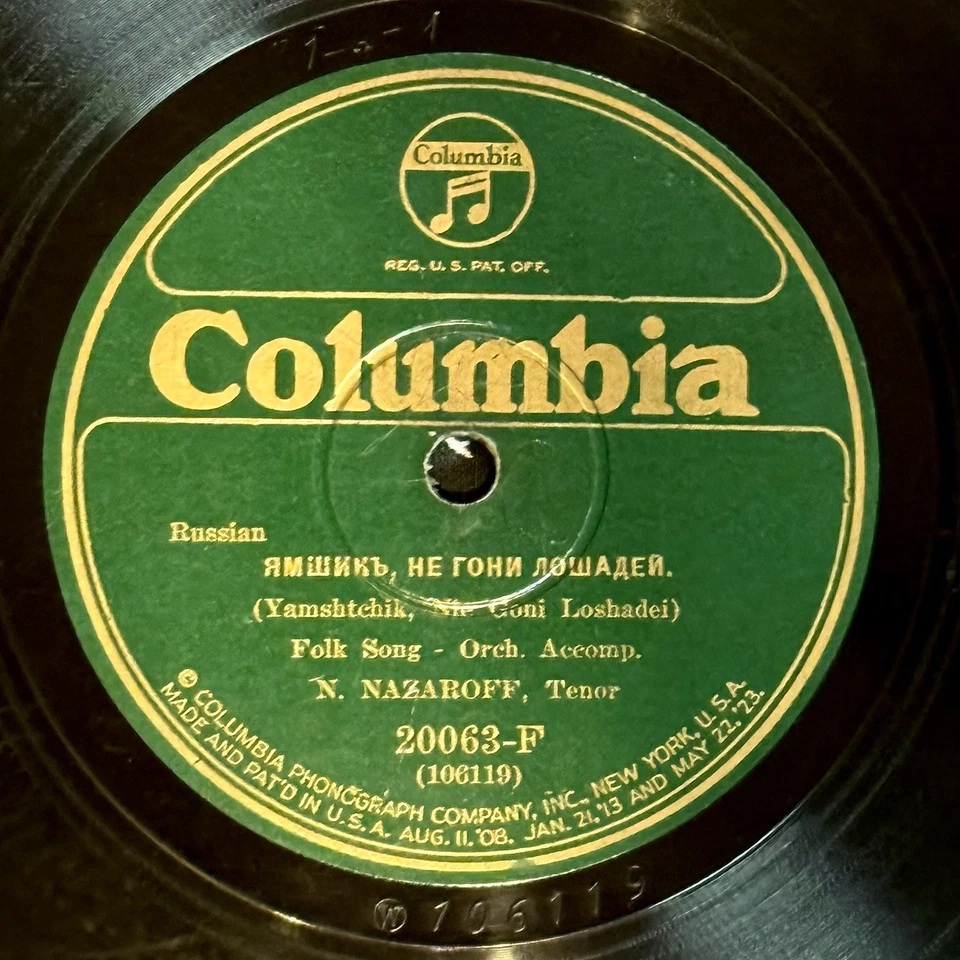 1-a-1
Columbia
REG. U. S. PAT. OFF.
Columbia
Russian
ЯМШИКЪ, НЕ ГОНИ ЛОШАДЕЙ.
(Yamshtchik, Nie Goni Loshadei)
Folk Song - Orch. Accomp.
N. NAZAROFF, Tenor
20063-F
(106119)
© COLUMBIA PHONOGRAPH COMPANY, INC., NEW YORK, U. S. A.
MADE AND PAT'D IN U. S. A. AUG. 11, '08. JAN. 21, '13 AND MAY 22, '23.
Ⓦ 106119